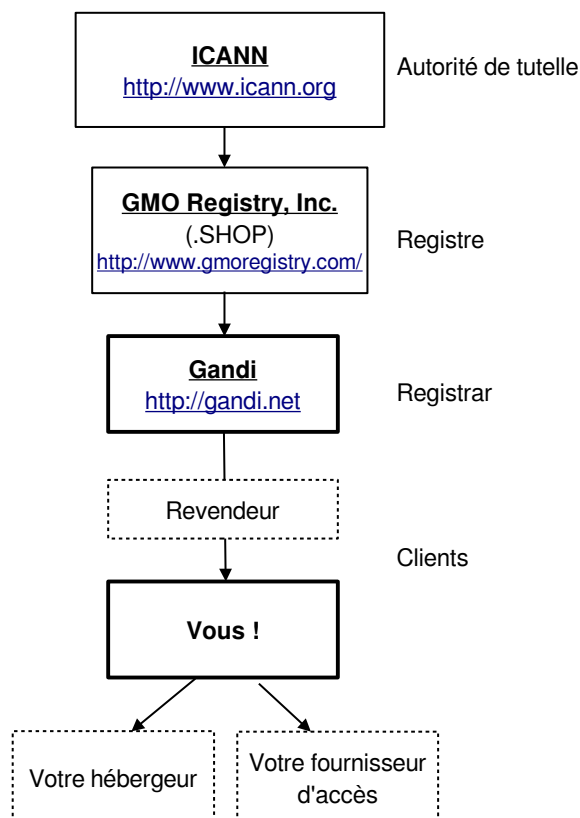 ICANN
http://www.icann.org
Autorité de tutelle
GMO Registry, Inc.
(.SHOP)
http://www.gmoregistry.com/
Registre
Gandi
http://gandi.net
Registrar
Revendeur
Clients
Vous !
Votre hébergeur
Votre fournisseur
d'accès